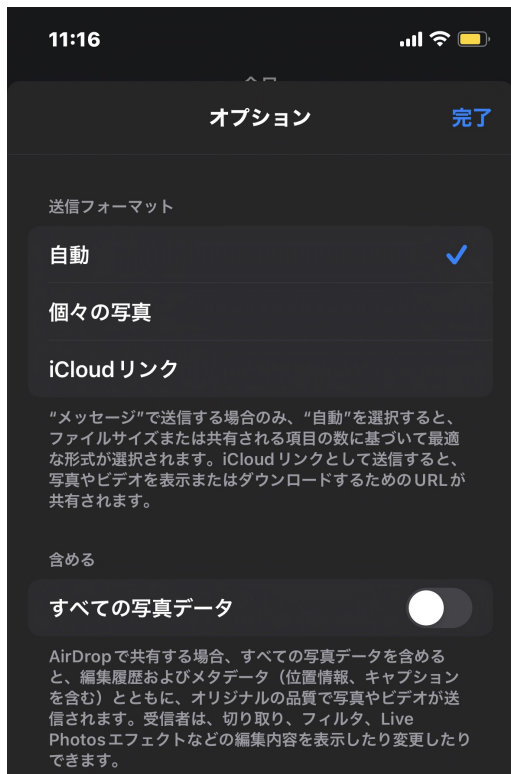 11:16
オプション
完了
送信フォーマット
自動
個々の写真
iCloudリンク
“メッセージ”で送信する場合のみ、“自動”を選択すると、
ファイルサイズまたは共有される項目の数に基づいて最適
な形式が選択されます。iCloudリンクとして送信すると、
写真やビデオを表示またはダウンロードするためのURLが
共有されます。
含める
すべての写真データ
AirDropで共有する場合、すべての写真データを含める
と、編集履歴およびメタデータ（位置情報、キャプション
を含む）とともに、オリジナルの品質で写真やビデオが送
信されます。受信者は、切り取り、フィルタ、Live
Photosエフェクトなどの編集内容を表示したり変更したり
できます。